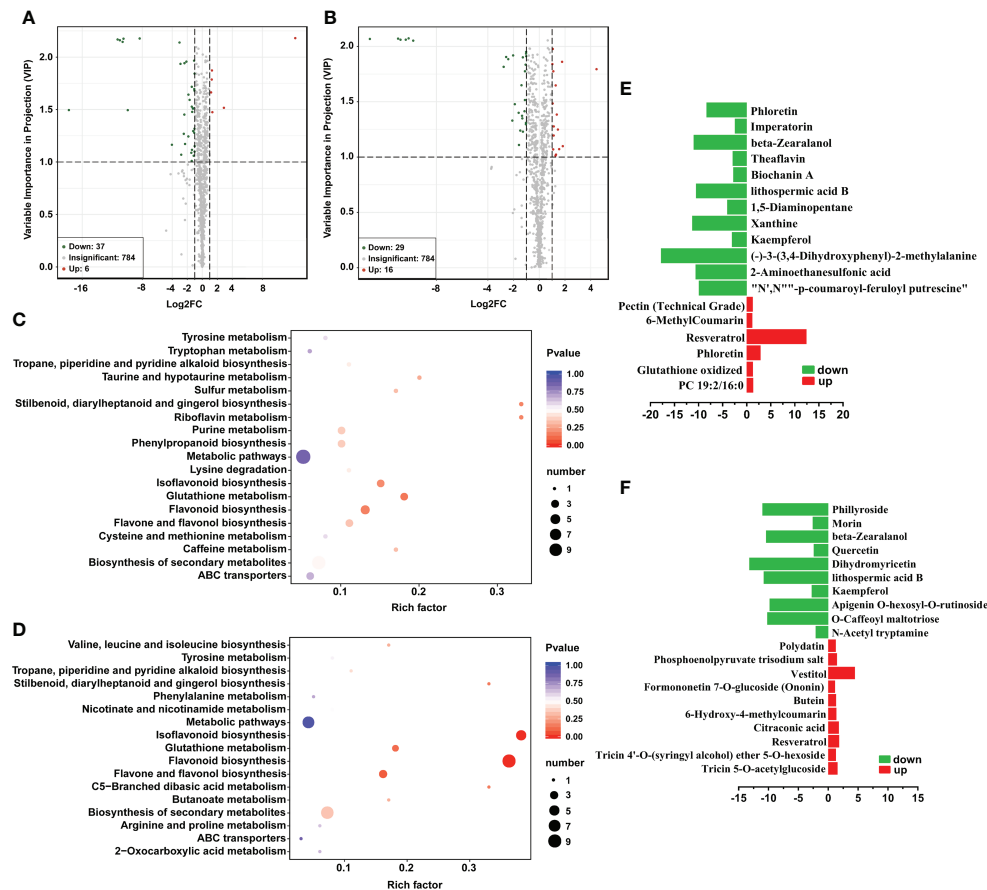 A
Variable Importance in Projection (VIP)
2.0
1.5
1.0
0.5
0.0
Down: 37
Insignificant: 784
Up: 6
-16
-8
-4
-2
0
2
4
8
Log2FC
B
Variable Importance in Projection (VIP)
2.0
1.5
1.0
0.5
0.0
Down: 29
Insignificant: 784
Up: 16
-8
-4
-2
0
2
4
Log2FC
C
Tyrosine metabolism
Tryptophan metabolism
Tropane, piperidine and pyridine alkaloid biosynthesis
Taurine and hypotaurine metabolism
Sulfur metabolism
Stilbenoid, diarylheptanoid and gingerol biosynthesis
Riboflavin metabolism
Purine metabolism
Phenylpropanoid biosynthesis
Metabolic pathways
Lysine degradation
Isoflavonoid biosynthesis
Glutathione metabolism
Flavonoid biosynthesis
Flavone and flavonol biosynthesis
Cysteine and methionine metabolism
Caffeine metabolism
Biosynthesis of secondary metabolites
ABC transporters
0.1
0.2
0.3
Rich factor
Pvalue
1.00
0.75
0.50
0.25
0.00
number
1
3
5
7
9
D
Valine, leucine and isoleucine biosynthesis
Tyrosine metabolism
Tropane, piperidine and pyridine alkaloid biosynthesis
Stilbenoid, diarylheptanoid and gingerol biosynthesis
Phenylalanine metabolism
Nicotinate and nicotinamide metabolism
Metabolic pathways
Isoflavonoid biosynthesis
Glutathione metabolism
Flavonoid biosynthesis
Flavone and flavonol biosynthesis
C5−Branched dibasic acid metabolism
Butanoate metabolism
Biosynthesis of secondary metabolites
Arginine and proline metabolism
ABC transporters
2−Oxocarboxylic acid metabolism
0.1
0.2
0.3
Rich factor
Pvalue
1.00
0.75
0.50
0.25
0.00
number
1
3
5
7
9
E
Phloretin
Imperatorin
beta-Zearalanol
Theaflavin
Biochanin A
lithospermic acid B
1,5-Diaminopentane
Xanthine
Kaempferol
(-)-3-(3,4-Dihydroxyphenyl)-2-methylalanine
2-Aminoethanesulfonic acid
"N',N""-p-coumaroyl-feruloyl putrescine"
Pectin (Technical Grade)
6-MethylCoumarin
Resveratrol
Phloretin
Glutathione oxidized
PC 19:2/16:0
down
up
-20 -15 -10 -5 0 5 10 15 20
F
Phillyroside
Morin
beta-Zearalanol
Quercetin
Dihydromyricetin
lithospermic acid B
Kaempferol
Apigenin O-hexosyl-O-rutinoside
O-Caffeoyl maltotriose
N-Acetyl tryptamine
Polydatin
Phosphoenolpyruvate trisodium salt
Vestitol
Formononetin 7-O-glucoside (Ononin)
Butein
6-Hydroxy-4-methylcoumarin
Citraconic acid
Resveratrol
Tricin 4'-O-(syringyl alcohol) ether 5-O-hexoside
Tricin 5-O-acetylglucoside
down
up
-15 -10 -5 0 5 10 15